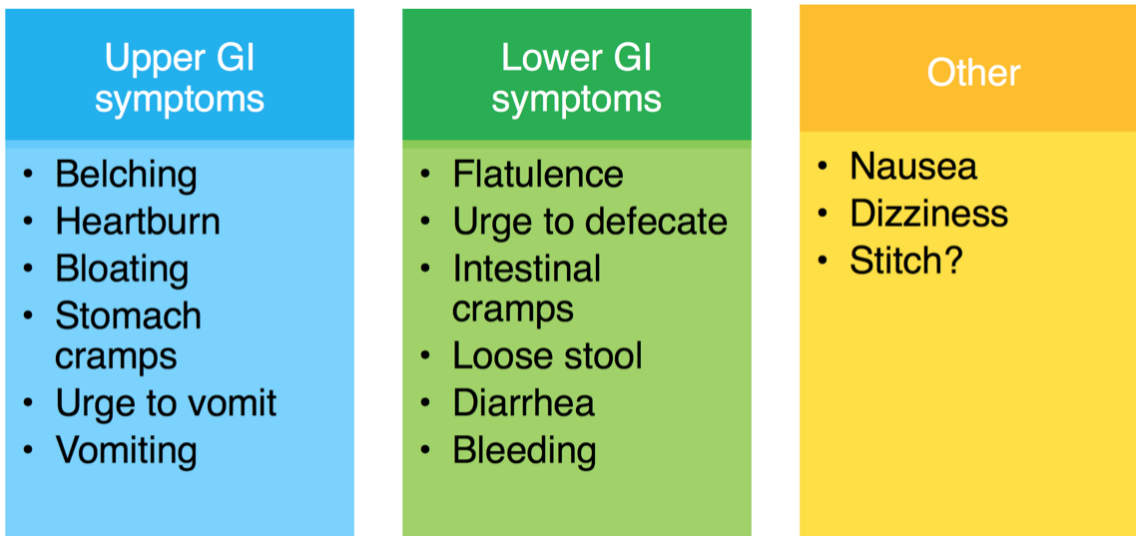 Upper GI
symptoms
• Belching
• Heartburn
• Bloating
• Stomach
cramps
• Urge to vomit
• Vomiting
Lower GI
symptoms
• Flatulence
• Urge to defecate
• Intestinal
cramps
• Loose stool
• Diarrhea
• Bleeding
Other
• Nausea
• Dizziness
• Stitch?